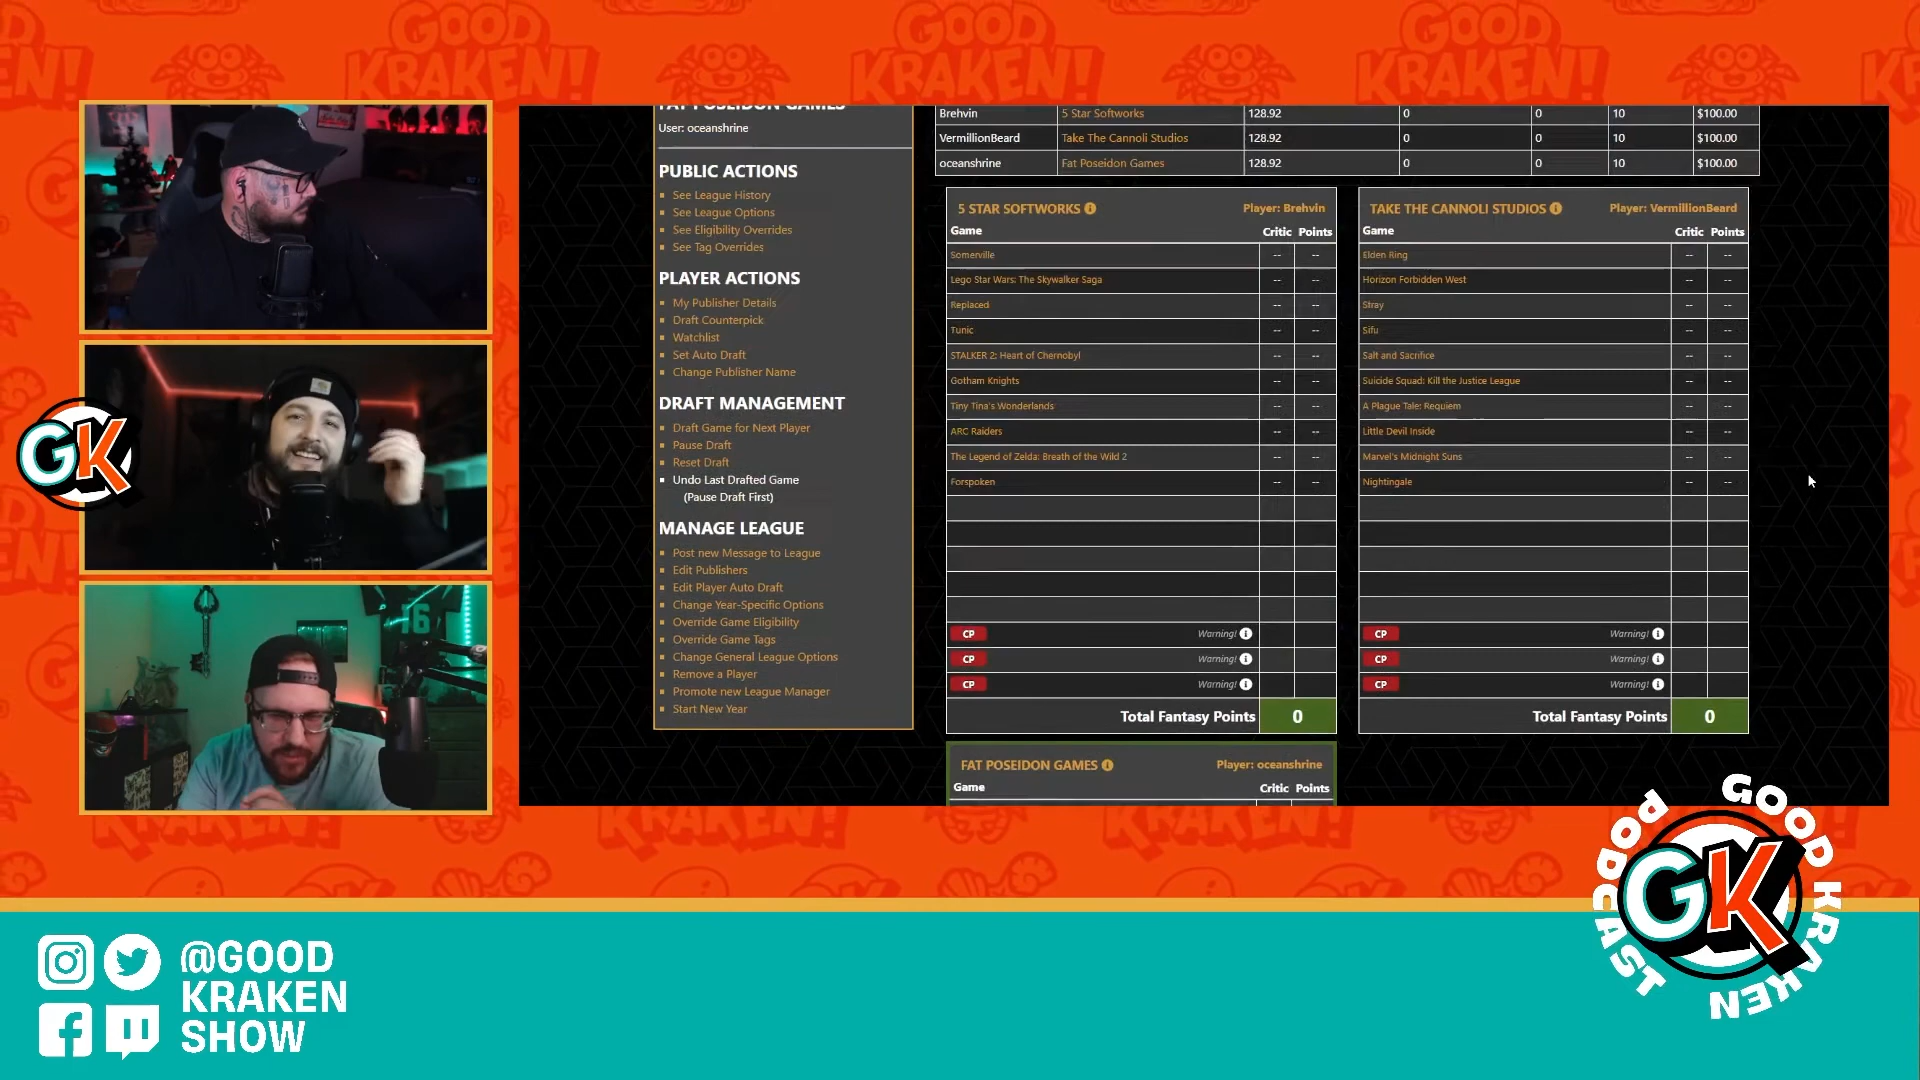 GOOD KRAKEN!
FAT POSEIDON GAMES
User: oceanshrine
PUBLIC ACTIONS
See League History
See League Options
See Eligibility Overrides
See Tag Overrides
PLAYER ACTIONS
My Publisher Details
Draft Counterpick
Watchlist
Set Auto Draft
Change Publisher Name
DRAFT MANAGEMENT
Draft Game for Next Player
Pause Draft
Reset Draft
Undo Last Drafted Game
(Pause Draft First)
MANAGE LEAGUE
Post new Message to League
Edit Publishers
Edit Player Auto Draft
Change Year-Specific Options
Override Game Eligibility
Override Game Tags
Change General League Options
Remove a Player
Promote new League Manager
Start New Year
Brehvin 5 Star Softworks 128.92 0 0 10 $100.00
VermillionBeard Take The Cannoli Studios 128.92 0 0 10 $100.00
oceanshrine Fat Poseidon Games 128.92 0 0 10 $100.00
5 STAR SOFTWORKS Player: Brehvin
Game Critic Points
Somerville -- --
Lego Star Wars: The Skywalker Saga -- --
Replaced -- --
Tunic -- --
STALKER 2: Heart of Chernobyl -- --
Gotham Knights -- --
Tiny Tina's Wonderlands -- --
ARC Raiders -- --
The Legend of Zelda: Breath of the Wild 2 -- --
Forspoken -- --
CP Warning!
CP Warning!
CP Warning!
Total Fantasy Points 0
TAKE THE CANNOLI STUDIOS Player: VermillionBeard
Game Critic Points
Elden Ring -- --
Horizon Forbidden West -- --
Stray -- --
Sifu -- --
Salt and Sacrifice -- --
Suicide Squad: Kill the Justice League -- --
A Plague Tale: Requiem -- --
Little Devil Inside -- --
Marvel's Midnight Suns -- --
Nightingale -- --
CP Warning!
CP Warning!
CP Warning!
Total Fantasy Points 0
FAT POSEIDON GAMES Player: oceanshrine
Game Critic Points
16
GK
@GOOD
KRAKEN
SHOW
GOOD KRAKEN PODCAST
GK